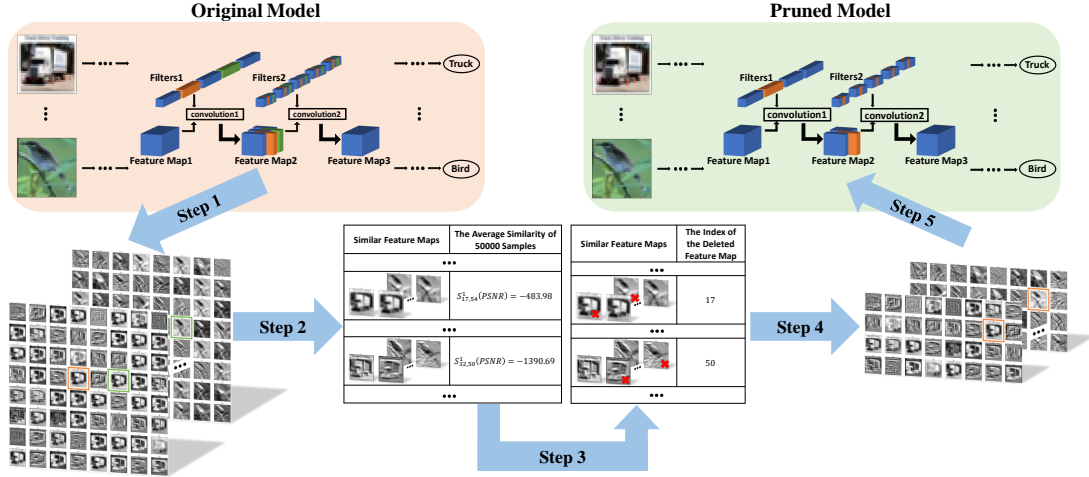 Original Model
Truck
Filters1
Filters2
convolution1
convolution2
Feature Map1
Feature Map2
Feature Map3
Bird
Pruned Model
Truck
Filters1
Filters2
convolution1
convolution2
Feature Map1
Feature Map2
Feature Map3
Bird
Step 1
Step 2
Similar Feature Maps
The Average Similarity of
50000 Samples
•••
$S^{1}_{17,54}(PSNR) = -483.98$
•••
$S^{1}_{32,50}(PSNR) = -1390.69$
•••
Step 3
Similar Feature Maps
The Index of
the Deleted
Feature Map
•••
17
•••
50
•••
Step 4
Step 5